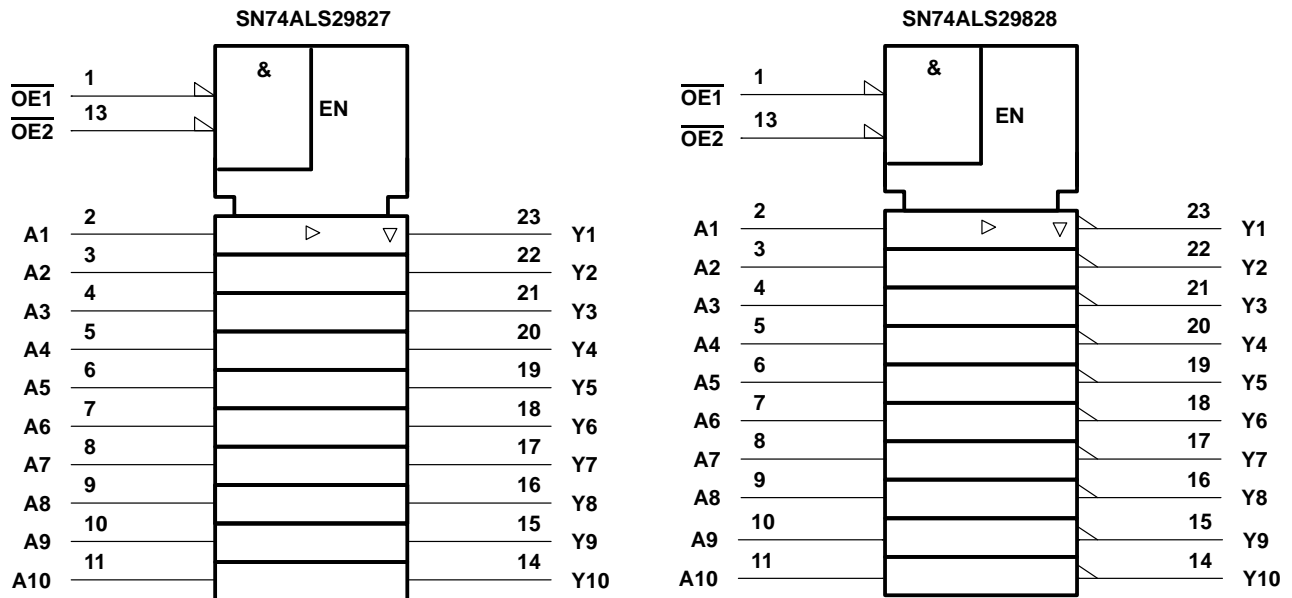 SN74ALS29827
&
EN
OE1 1
OE2 13
A1 2 23 Y1
A2 3 22 Y2
A3 4 21 Y3
A4 5 20 Y4
A5 6 19 Y5
A6 7 18 Y6
A7 8 17 Y7
A8 9 16 Y8
A9 10 15 Y9
A10 11 14 Y10
SN74ALS29828
&
EN
OE1 1
OE2 13
A1 2 23 Y1
A2 3 22 Y2
A3 4 21 Y3
A4 5 20 Y4
A5 6 19 Y5
A6 7 18 Y6
A7 8 17 Y7
A8 9 16 Y8
A9 10 15 Y9
A10 11 14 Y10